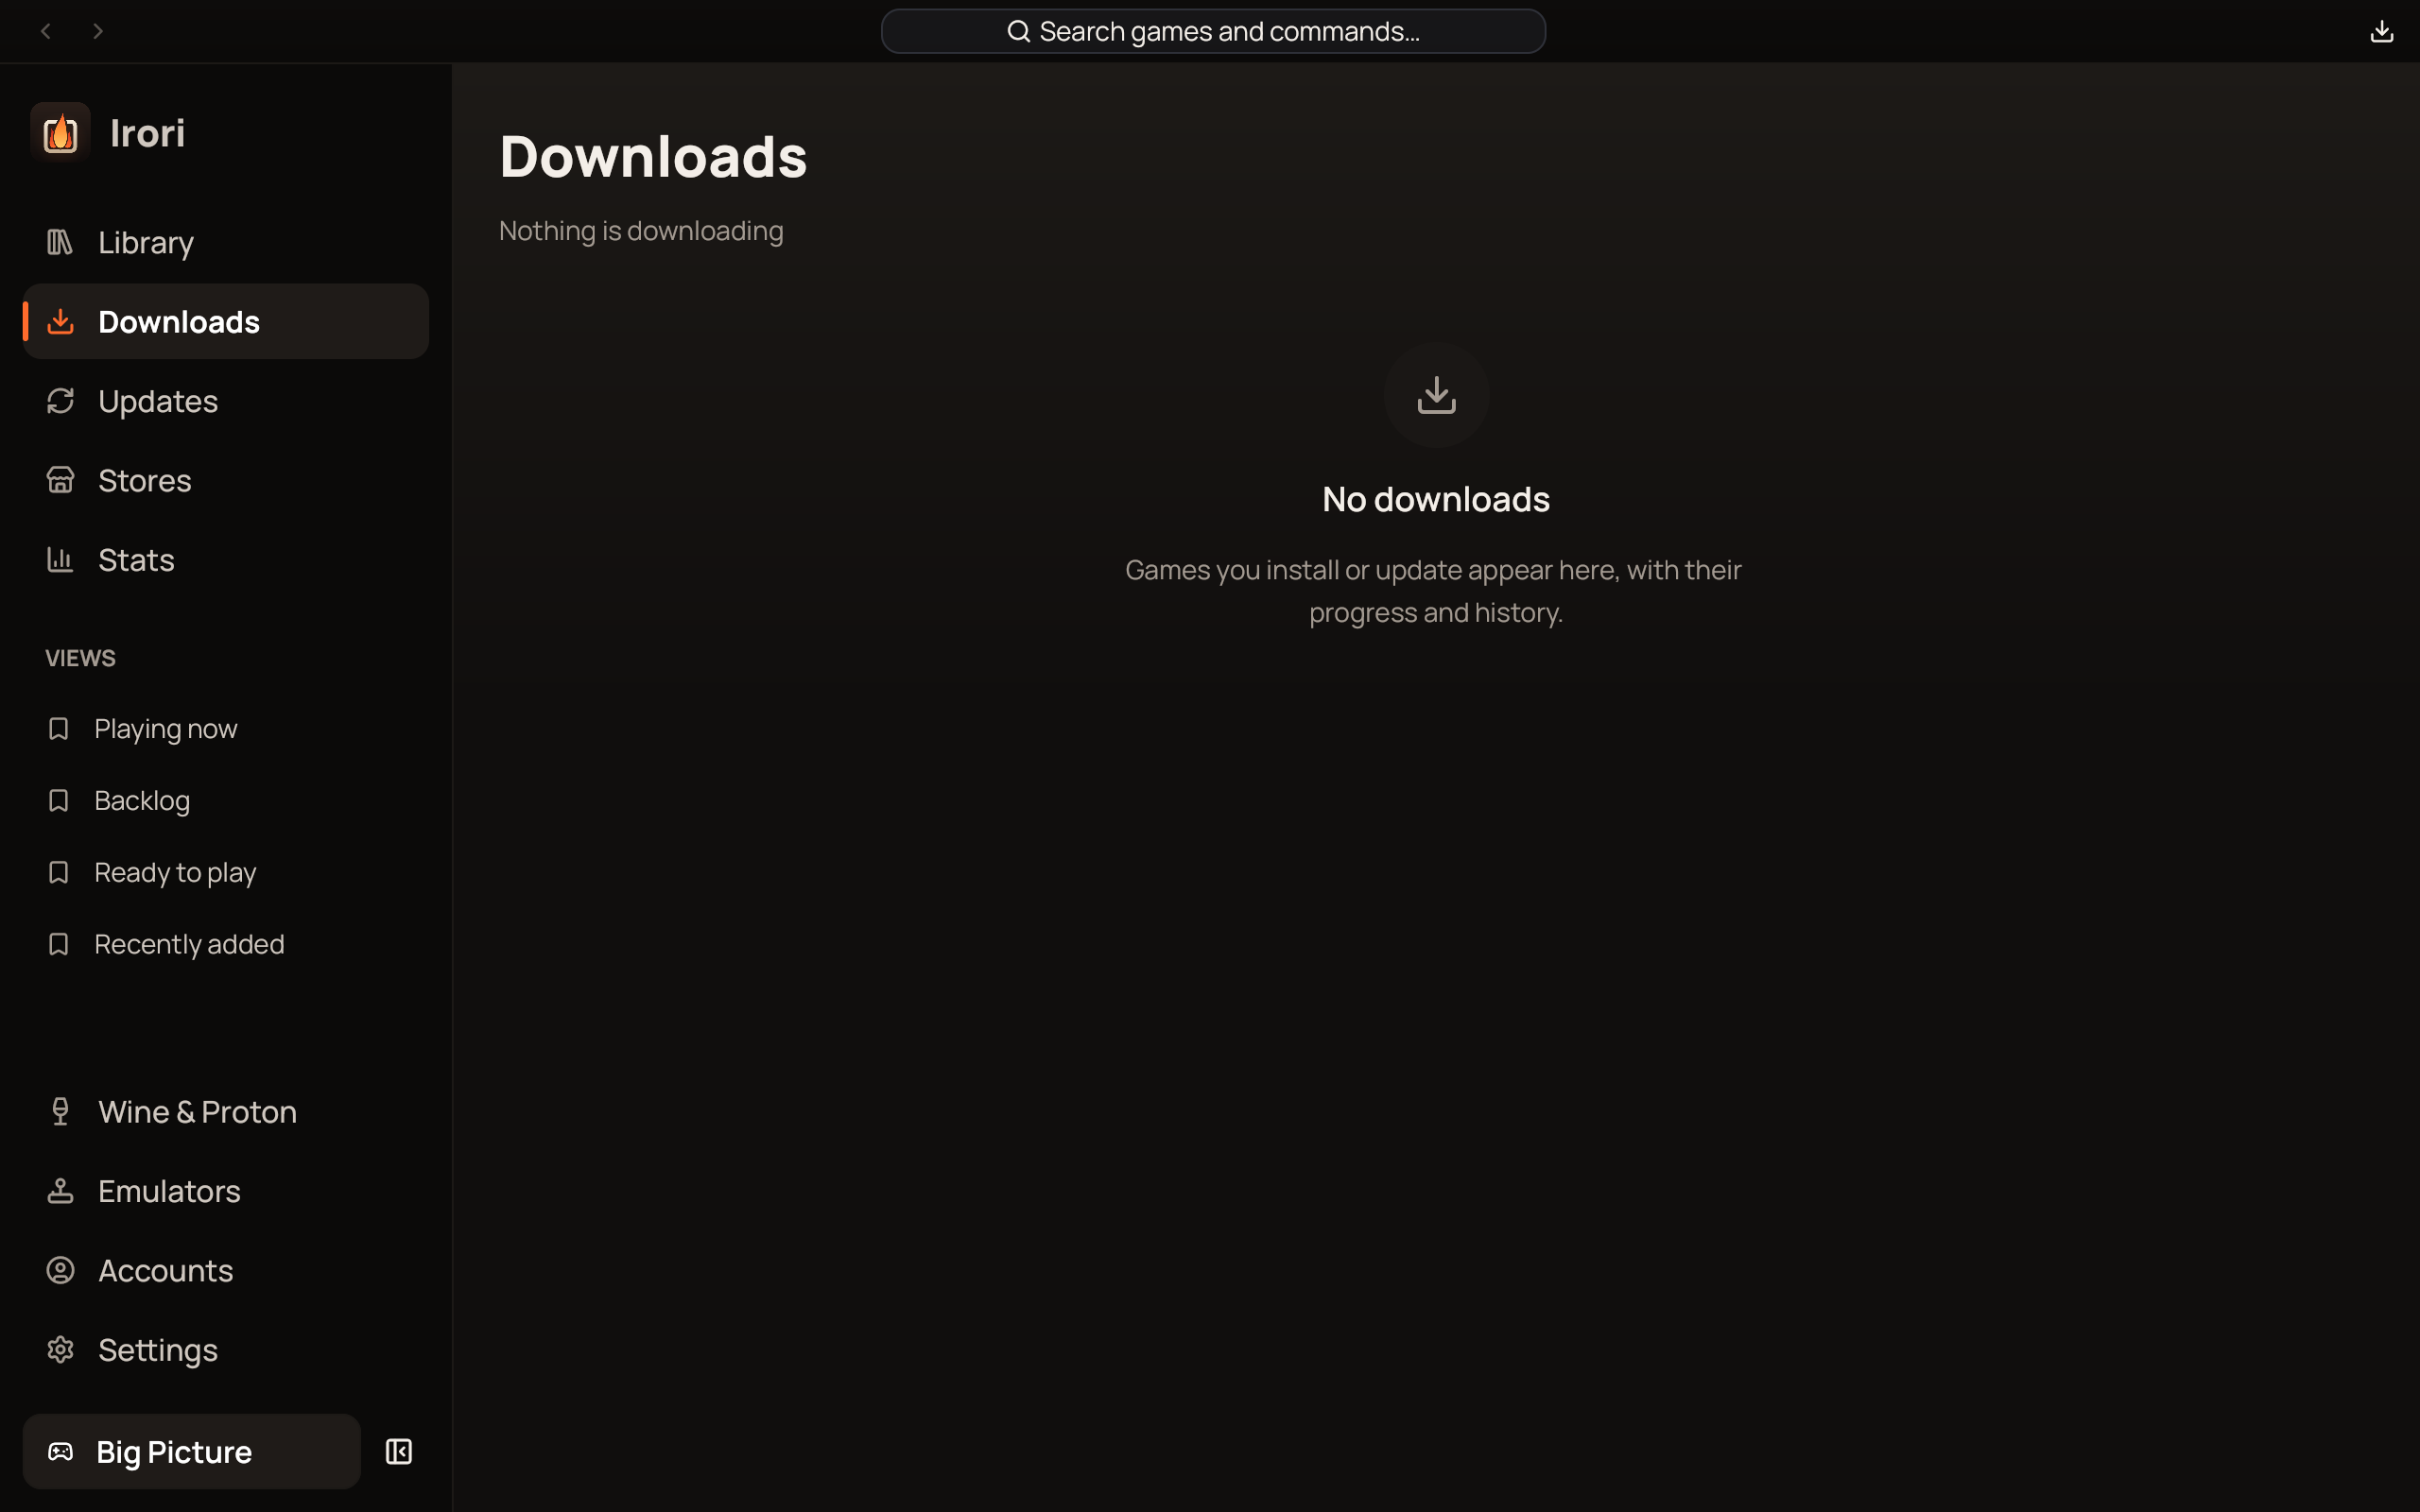 Search games and commands...
Irori
Library
Downloads
Updates
Stores
Stats
VIEWS
Playing now
Backlog
Ready to play
Recently added
Wine & Proton
Emulators
Accounts
Settings
Big Picture
Downloads
Nothing is downloading
No downloads
Games you install or update appear here, with their
progress and history.